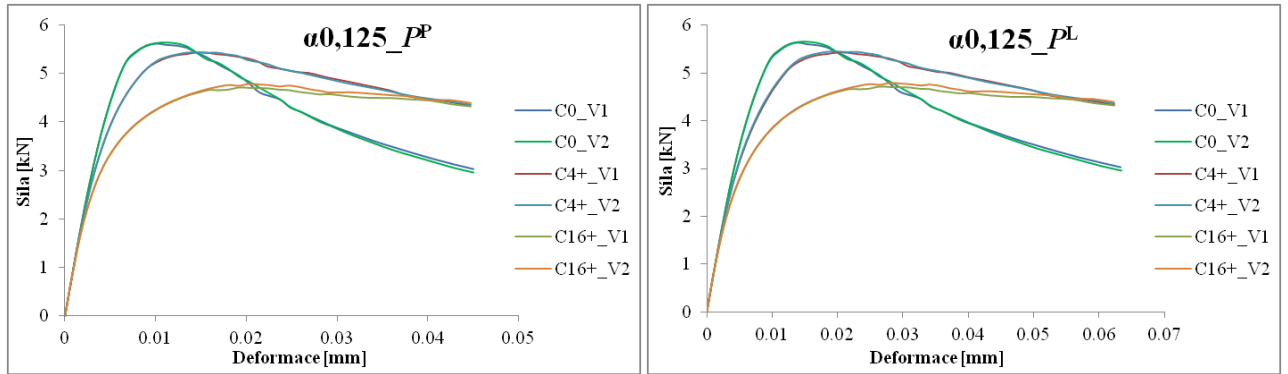 α0,125_Pᴾ
Síla [kN]
6
5
4
3
2
1
0
0 0.01 0.02 0.03 0.04 0.05
Deformace [mm]
C0_V1
C0_V2
C4+_V1
C4+_V2
C16+_V1
C16+_V2
α0,125_Pᴸ
Síla [kN]
6
5
4
3
2
1
0
0 0.01 0.02 0.03 0.04 0.05 0.06 0.07
Deformace [mm]
C0_V1
C0_V2
C4+_V1
C4+_V2
C16+_V1
C16+_V2